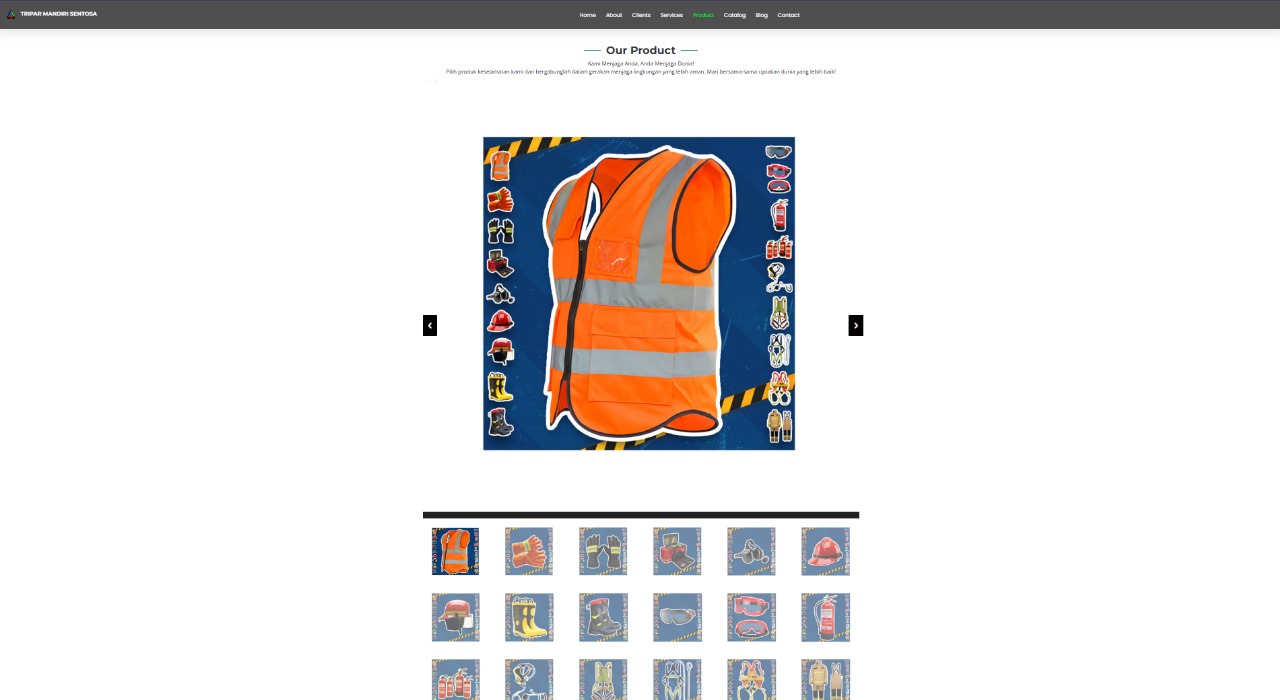 TRIPAR MANDIRI SENTOSA
Home About Clients Services Product Catalog Blog Contact
Our Product
Kami Menjaga Anda, Anda Menjaga Dunia!
Pilih produk keselamatan kami dan bergabunglah dalam gerakan menjaga lingkungan yang lebih aman. Mari bersama-sama ciptakan dunia yang lebih baik!